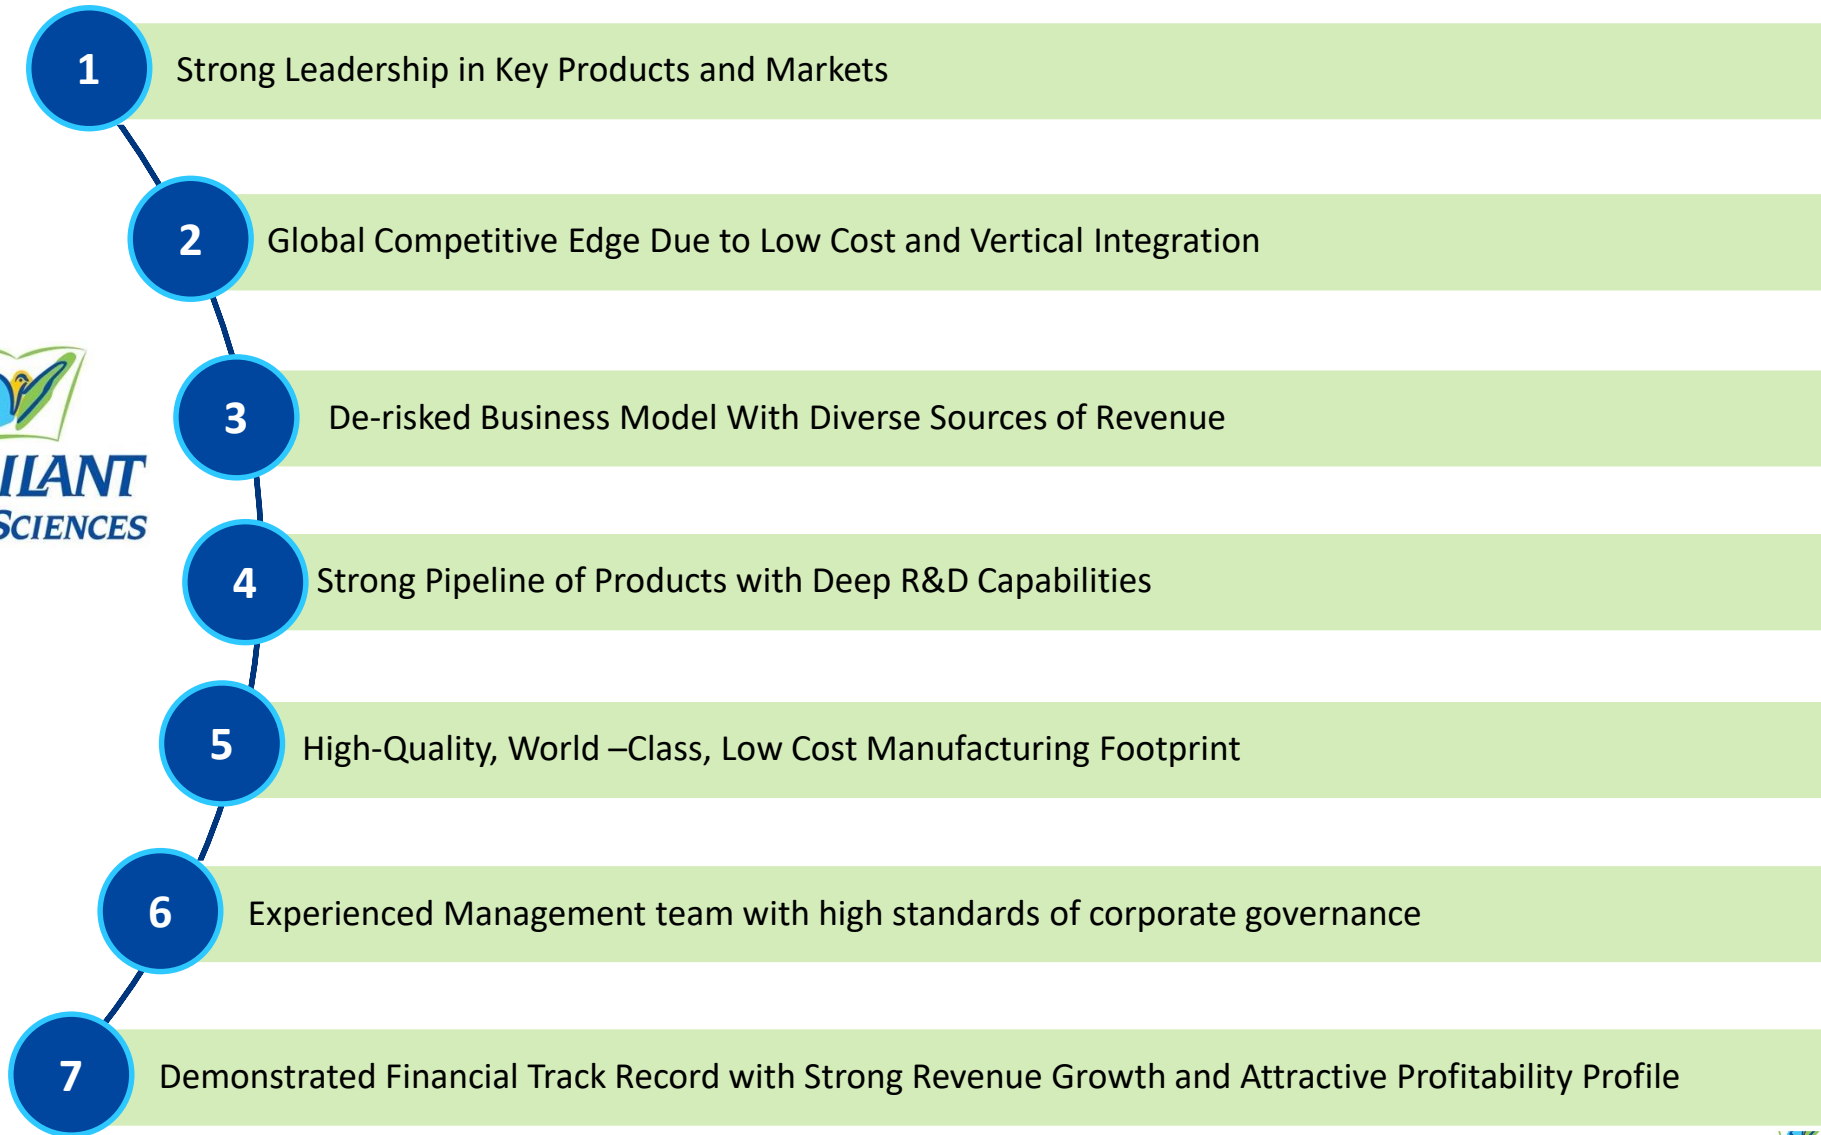 1
Strong Leadership in Key Products and Markets
2
Global Competitive Edge Due to Low Cost and Vertical Integration
3
De-risked Business Model With Diverse Sources of Revenue
ILANT
SCIENCES
4
Strong Pipeline of Products with Deep R&D Capabilities
5
High-Quality, World –Class, Low Cost Manufacturing Footprint
6
Experienced Management team with high standards of corporate governance
7
Demonstrated Financial Track Record with Strong Revenue Growth and Attractive Profitability Profile